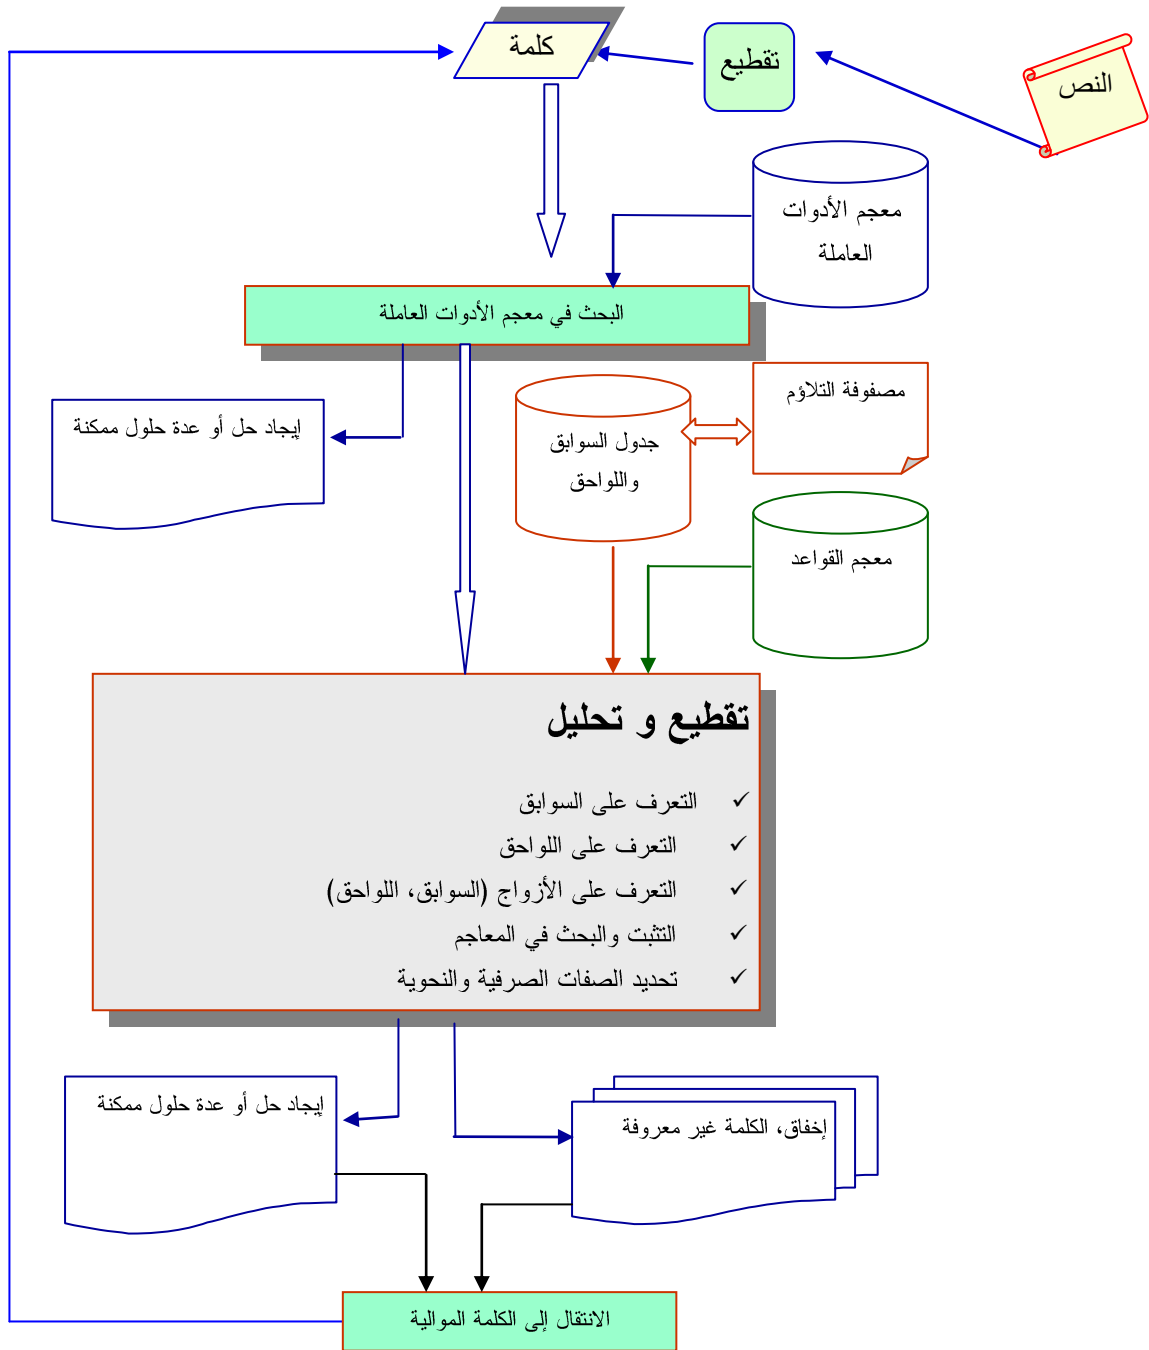 النص
تقطيع
كلمة
معجم الأدوات
العاملة
البحث في معجم الأدوات العاملة
إيجاد حل أو عدة حلول ممكنة
مصفوفة التلاؤم
جدول السوابق
واللواحق
معجم القواعد
تقطيع و تحليل
✓ التعرف على السوابق
✓ التعرف على اللواحق
✓ التعرف على الأزواج (السوابق، اللواحق)
✓ التثبت والبحث في المعاجم
✓ تحديد الصفات الصرفية والنحوية
إيجاد حل أو عدة حلول ممكنة
إخفاق، الكلمة غير معروفة
الانتقال إلى الكلمة الموالية